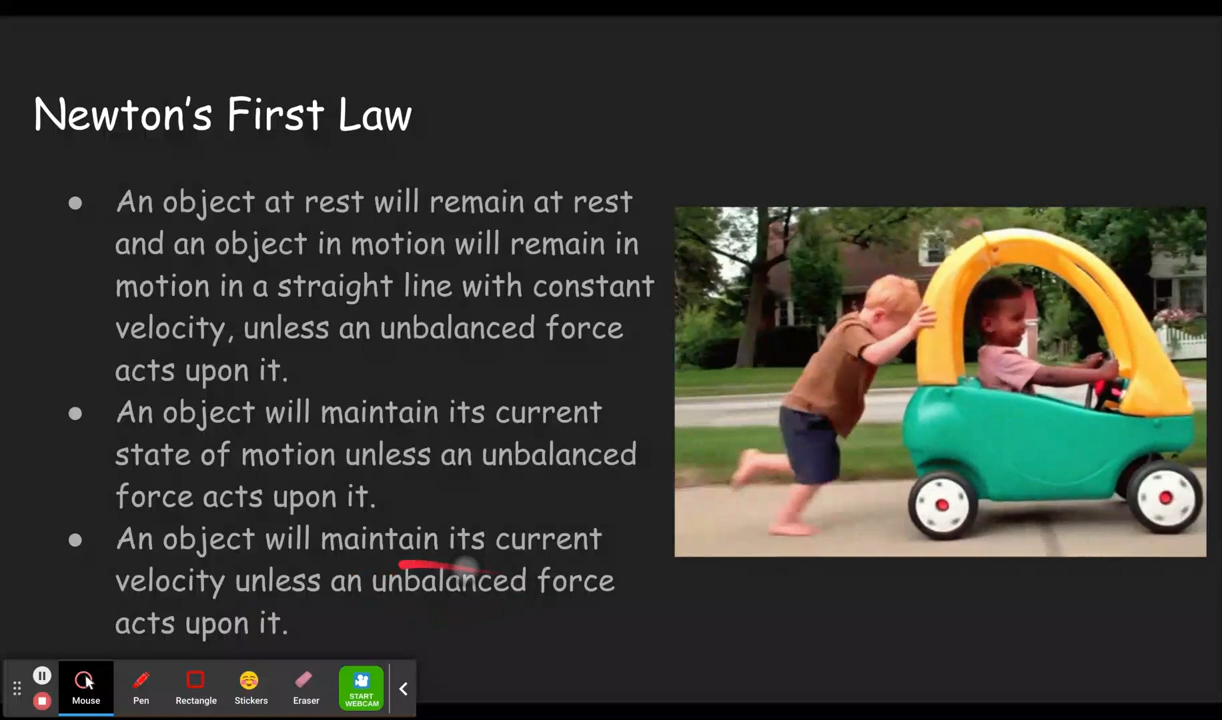 Newton's First Law
● An object at rest will remain at rest
and an object in motion will remain in
motion in a straight line with constant
velocity, unless an unbalanced force
acts upon it.
● An object will maintain its current
state of motion unless an unbalanced
force acts upon it.
● An object will maintain its current
velocity unless an unbalanced force
acts upon it.
Mouse
Pen
Rectangle
Stickers
Eraser
START
WEBCAM